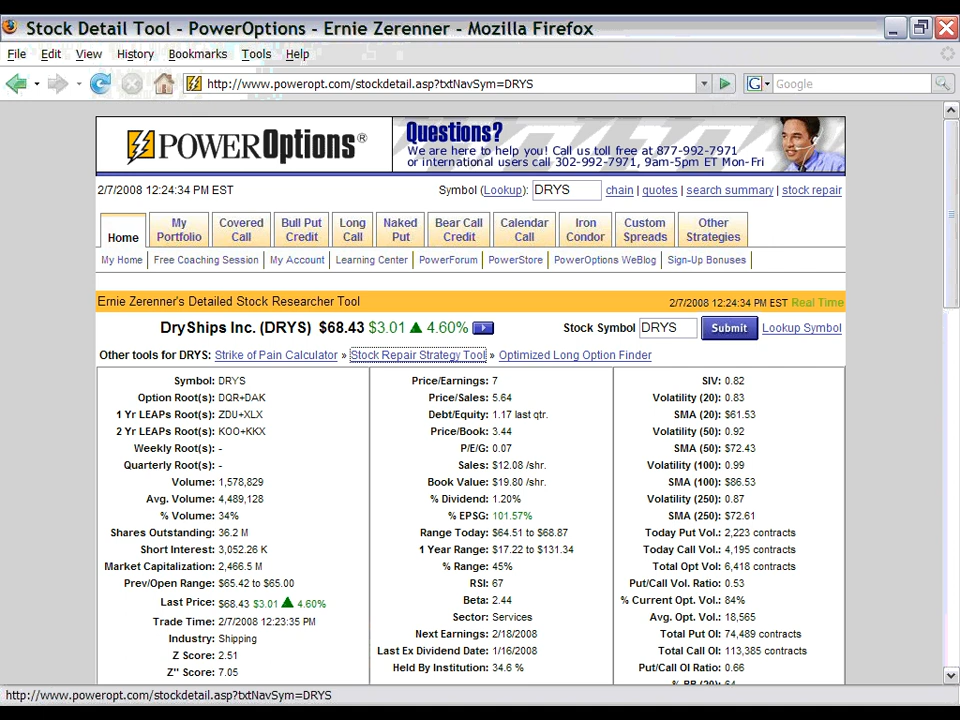 Stock Detail Tool - PowerOptions - Ernie Zerenner - Mozilla Firefox
File Edit View History Bookmarks Tools Help
http://www.poweropt.com/stockdetail.asp?txtNavSym=DRYS
G Google
POWEROptions®
Questions?
We are here to help you! Call us toll free at 877-992-7971
or international users call 302-992-7971, 9am-5pm ET Mon-Fri
2/7/2008 12:24:34 PM EST Symbol (Lookup): DRYS chain | quotes | search summary | stock repair
Home
My Portfolio
Covered Call
Bull Put Credit
Long Call
Naked Put
Bear Call Credit
Calendar Call
Iron Condor
Custom Spreads
Other Strategies
My Home | Free Coaching Session | My Account | Learning Center | PowerForum | PowerStore | PowerOptions WeBlog | Sign-Up Bonuses |
Ernie Zerenner's Detailed Stock Researcher Tool 2/7/2008 12:24:34 PM EST Real Time
DryShips Inc. (DRYS) $68.43 $3.01 ▲ 4.60% Stock Symbol DRYS Submit Lookup Symbol
Other tools for DRYS: Strike of Pain Calculator » Stock Repair Strategy Tool » Optimized Long Option Finder
Symbol: DRYS
Option Root(s): DQR+DAK
1 Yr LEAPs Root(s): ZDU+XLX
2 Yr LEAPs Root(s): KOO+KKX
Weekly Root(s): -
Quarterly Root(s): -
Volume: 1,578,829
Avg. Volume: 4,489,128
% Volume: 34%
Shares Outstanding: 36.2 M
Short Interest: 3,052.26 K
Market Capitalization: 2,466.5 M
Prev/Open Range: $65.42 to $65.00
Last Price: $68.43 $3.01 ▲ 4.60%
Trade Time: 2/7/2008 12:23:35 PM
Industry: Shipping
Z Score: 2.51
Z" Score: 7.05
Price/Earnings: 7
Price/Sales: 5.64
Debt/Equity: 1.17 last qtr.
Price/Book: 3.44
P/E/G: 0.07
Sales: $12.08 /shr.
Book Value: $19.80 /shr.
% Dividend: 1.20%
% EPSG: 101.57%
Range Today: $64.51 to $68.87
1 Year Range: $17.22 to $131.34
% Range: 45%
RSI: 67
Beta: 2.44
Sector: Services
Next Earnings: 2/18/2008
Last Ex Dividend Date: 1/16/2008
Held By Institution: 34.6 %
SIV: 0.82
Volatility (20): 0.83
SMA (20): $61.53
Volatility (50): 0.92
SMA (50): $72.43
Volatility (100): 0.99
SMA (100): $86.53
Volatility (250): 0.87
SMA (250): $72.61
Today Put Vol.: 2,223 contracts
Today Call Vol.: 4,195 contracts
Total Opt Vol: 6,418 contracts
Put/Call Vol. Ratio: 0.53
% Current Opt. Vol.: 84%
Avg. Opt. Vol.: 18,565
Total Put OI: 74,489 contracts
Total Call OI: 113,385 contracts
Put/Call OI Ratio: 0.66
http://www.poweropt.com/stockdetail.asp?txtNavSym=DRYS